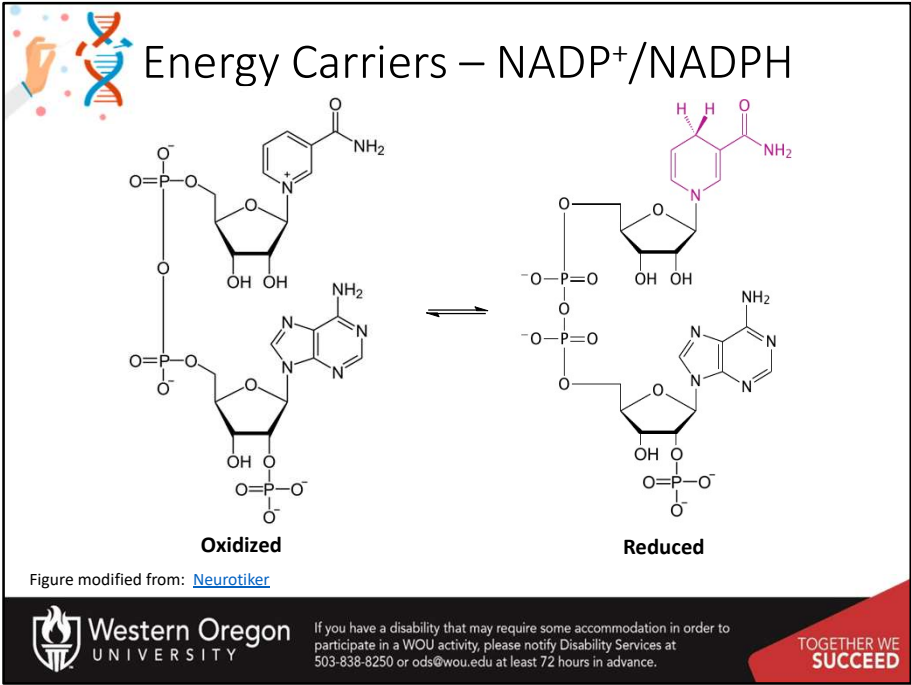 Energy Carriers – NADP⁺/NADPH
O
NH₂
O⁻
O=P—O
N⁺
O
OH OH
O
NH₂
N
N
N
N
O=P—O
O⁻
O
OH O
O=P—O⁻
O⁻
Oxidized
H H
O
NH₂
N
O
O
OH OH
⁻O—P=O
O
⁻O—P=O
O
NH₂
N
N
N
N
O
OH O
O=P—O⁻
O⁻
Reduced
Figure modified from: Neurotiker
Western Oregon
UNIVERSITY
If you have a disability that may require some accommodation in order to
participate in a WOU activity, please notify Disability Services at
503-838-8250 or ods@wou.edu at least 72 hours in advance.
TOGETHER WE
SUCCEED